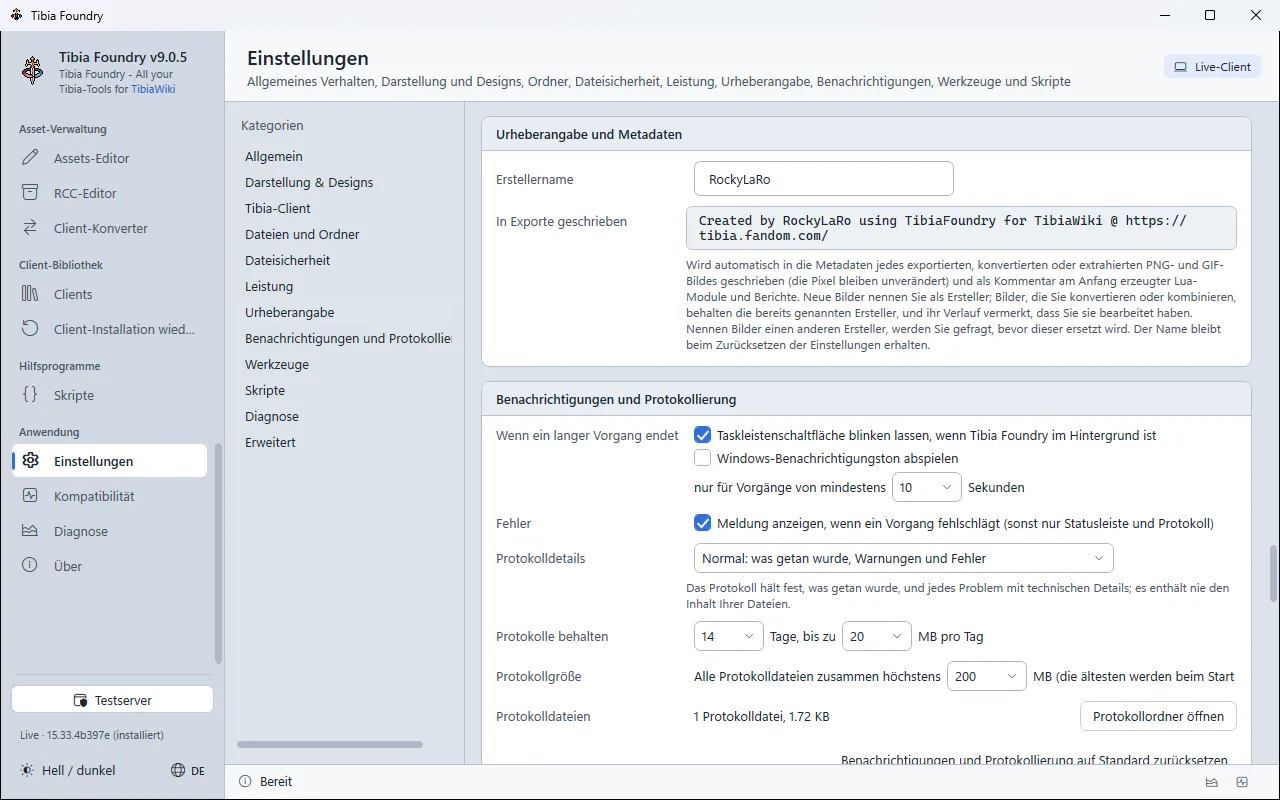 Tibia Foundry
Tibia Foundry v9.0.5
Tibia Foundry - All your
Tibia-Tools for TibiaWiki
Asset-Verwaltung
Assets-Editor
RCC-Editor
Client-Konverter
Client-Bibliothek
Clients
Client-Installation wied...
Hilfsprogramme
Skripte
Anwendung
Einstellungen
Kompatibilität
Diagnose
Über
Testserver
Live · 15.33.4b397e (installiert)
Hell / dunkel
DE
Einstellungen
Allgemeines Verhalten, Darstellung und Designs, Ordner, Dateisicherheit, Leistung, Urheberangabe, Benachrichtigungen, Werkzeuge und Skripte
Live-Client
Kategorien
Allgemein
Darstellung & Designs
Tibia-Client
Dateien und Ordner
Dateisicherheit
Leistung
Urheberangabe
Benachrichtigungen und Protokollier
Werkzeuge
Skripte
Diagnose
Erweitert
Urheberangabe und Metadaten
Erstellername
RockyLaRo
In Exporte geschrieben
Created by RockyLaRo using TibiaFoundry for TibiaWiki @ https://
tibia.fandom.com/
Wird automatisch in die Metadaten jedes exportierten, konvertierten oder extrahierten PNG- und GIF-
Bildes geschrieben (die Pixel bleiben unverändert) und als Kommentar am Anfang erzeugter Lua-
Module und Berichte. Neue Bilder nennen Sie als Ersteller; Bilder, die Sie konvertieren oder kombinieren,
behalten die bereits genannten Ersteller, und ihr Verlauf vermerkt, dass Sie sie bearbeitet haben.
Nennen Bilder einen anderen Ersteller, werden Sie gefragt, bevor dieser ersetzt wird. Der Name bleibt
beim Zurücksetzen der Einstellungen erhalten.
Benachrichtigungen und Protokollierung
Wenn ein langer Vorgang endet
Taskleistenschaltfläche blinken lassen, wenn Tibia Foundry im Hintergrund ist
Windows-Benachrichtigungston abspielen
nur für Vorgänge von mindestens 10 Sekunden
Fehler
Meldung anzeigen, wenn ein Vorgang fehlschlägt (sonst nur Statusleiste und Protokoll)
Protokolldetails
Normal: was getan wurde, Warnungen und Fehler
Das Protokoll hält fest, was getan wurde, und jedes Problem mit technischen Details; es enthält nie den
Inhalt Ihrer Dateien.
Protokolle behalten
14 Tage, bis zu 20 MB pro Tag
Protokollgröße
Alle Protokolldateien zusammen höchstens 200 MB (die ältesten werden beim Start
Protokolldateien
1 Protokolldatei, 1.72 KB
Protokollordner öffnen
Benachrichtigungen und Protokollierung auf Standard zurücksetzen
Bereit